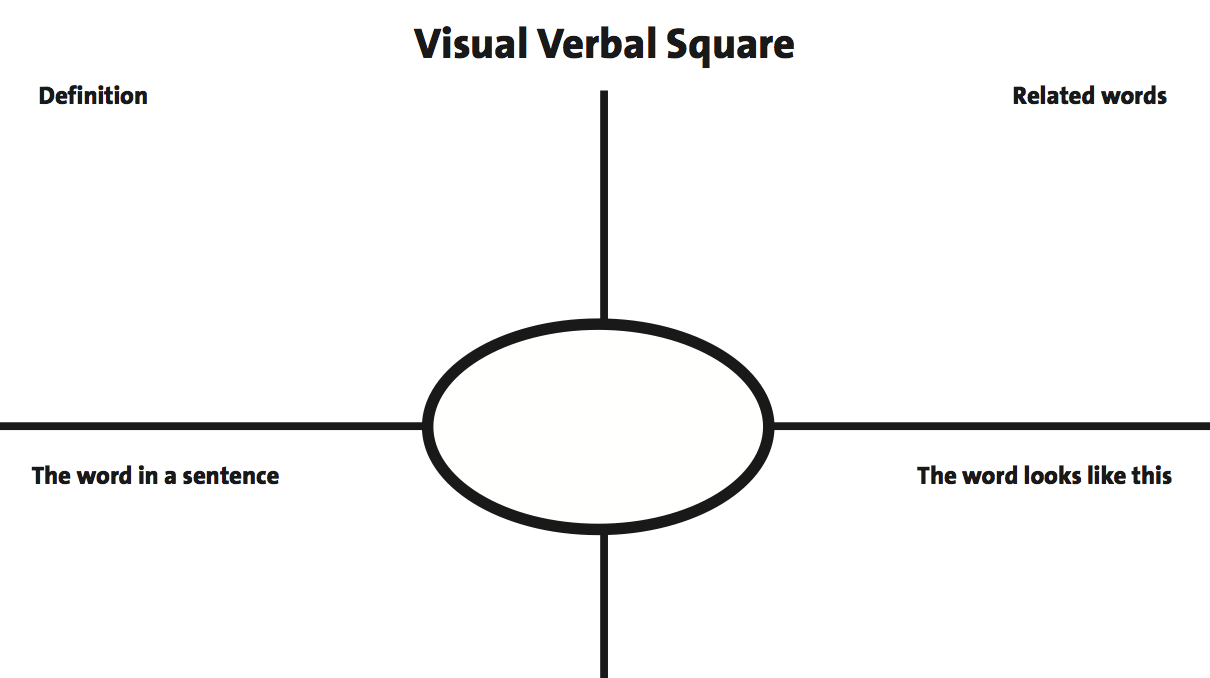 Visual Verbal Square
Definition
Related words
The word in a sentence
The word looks like this